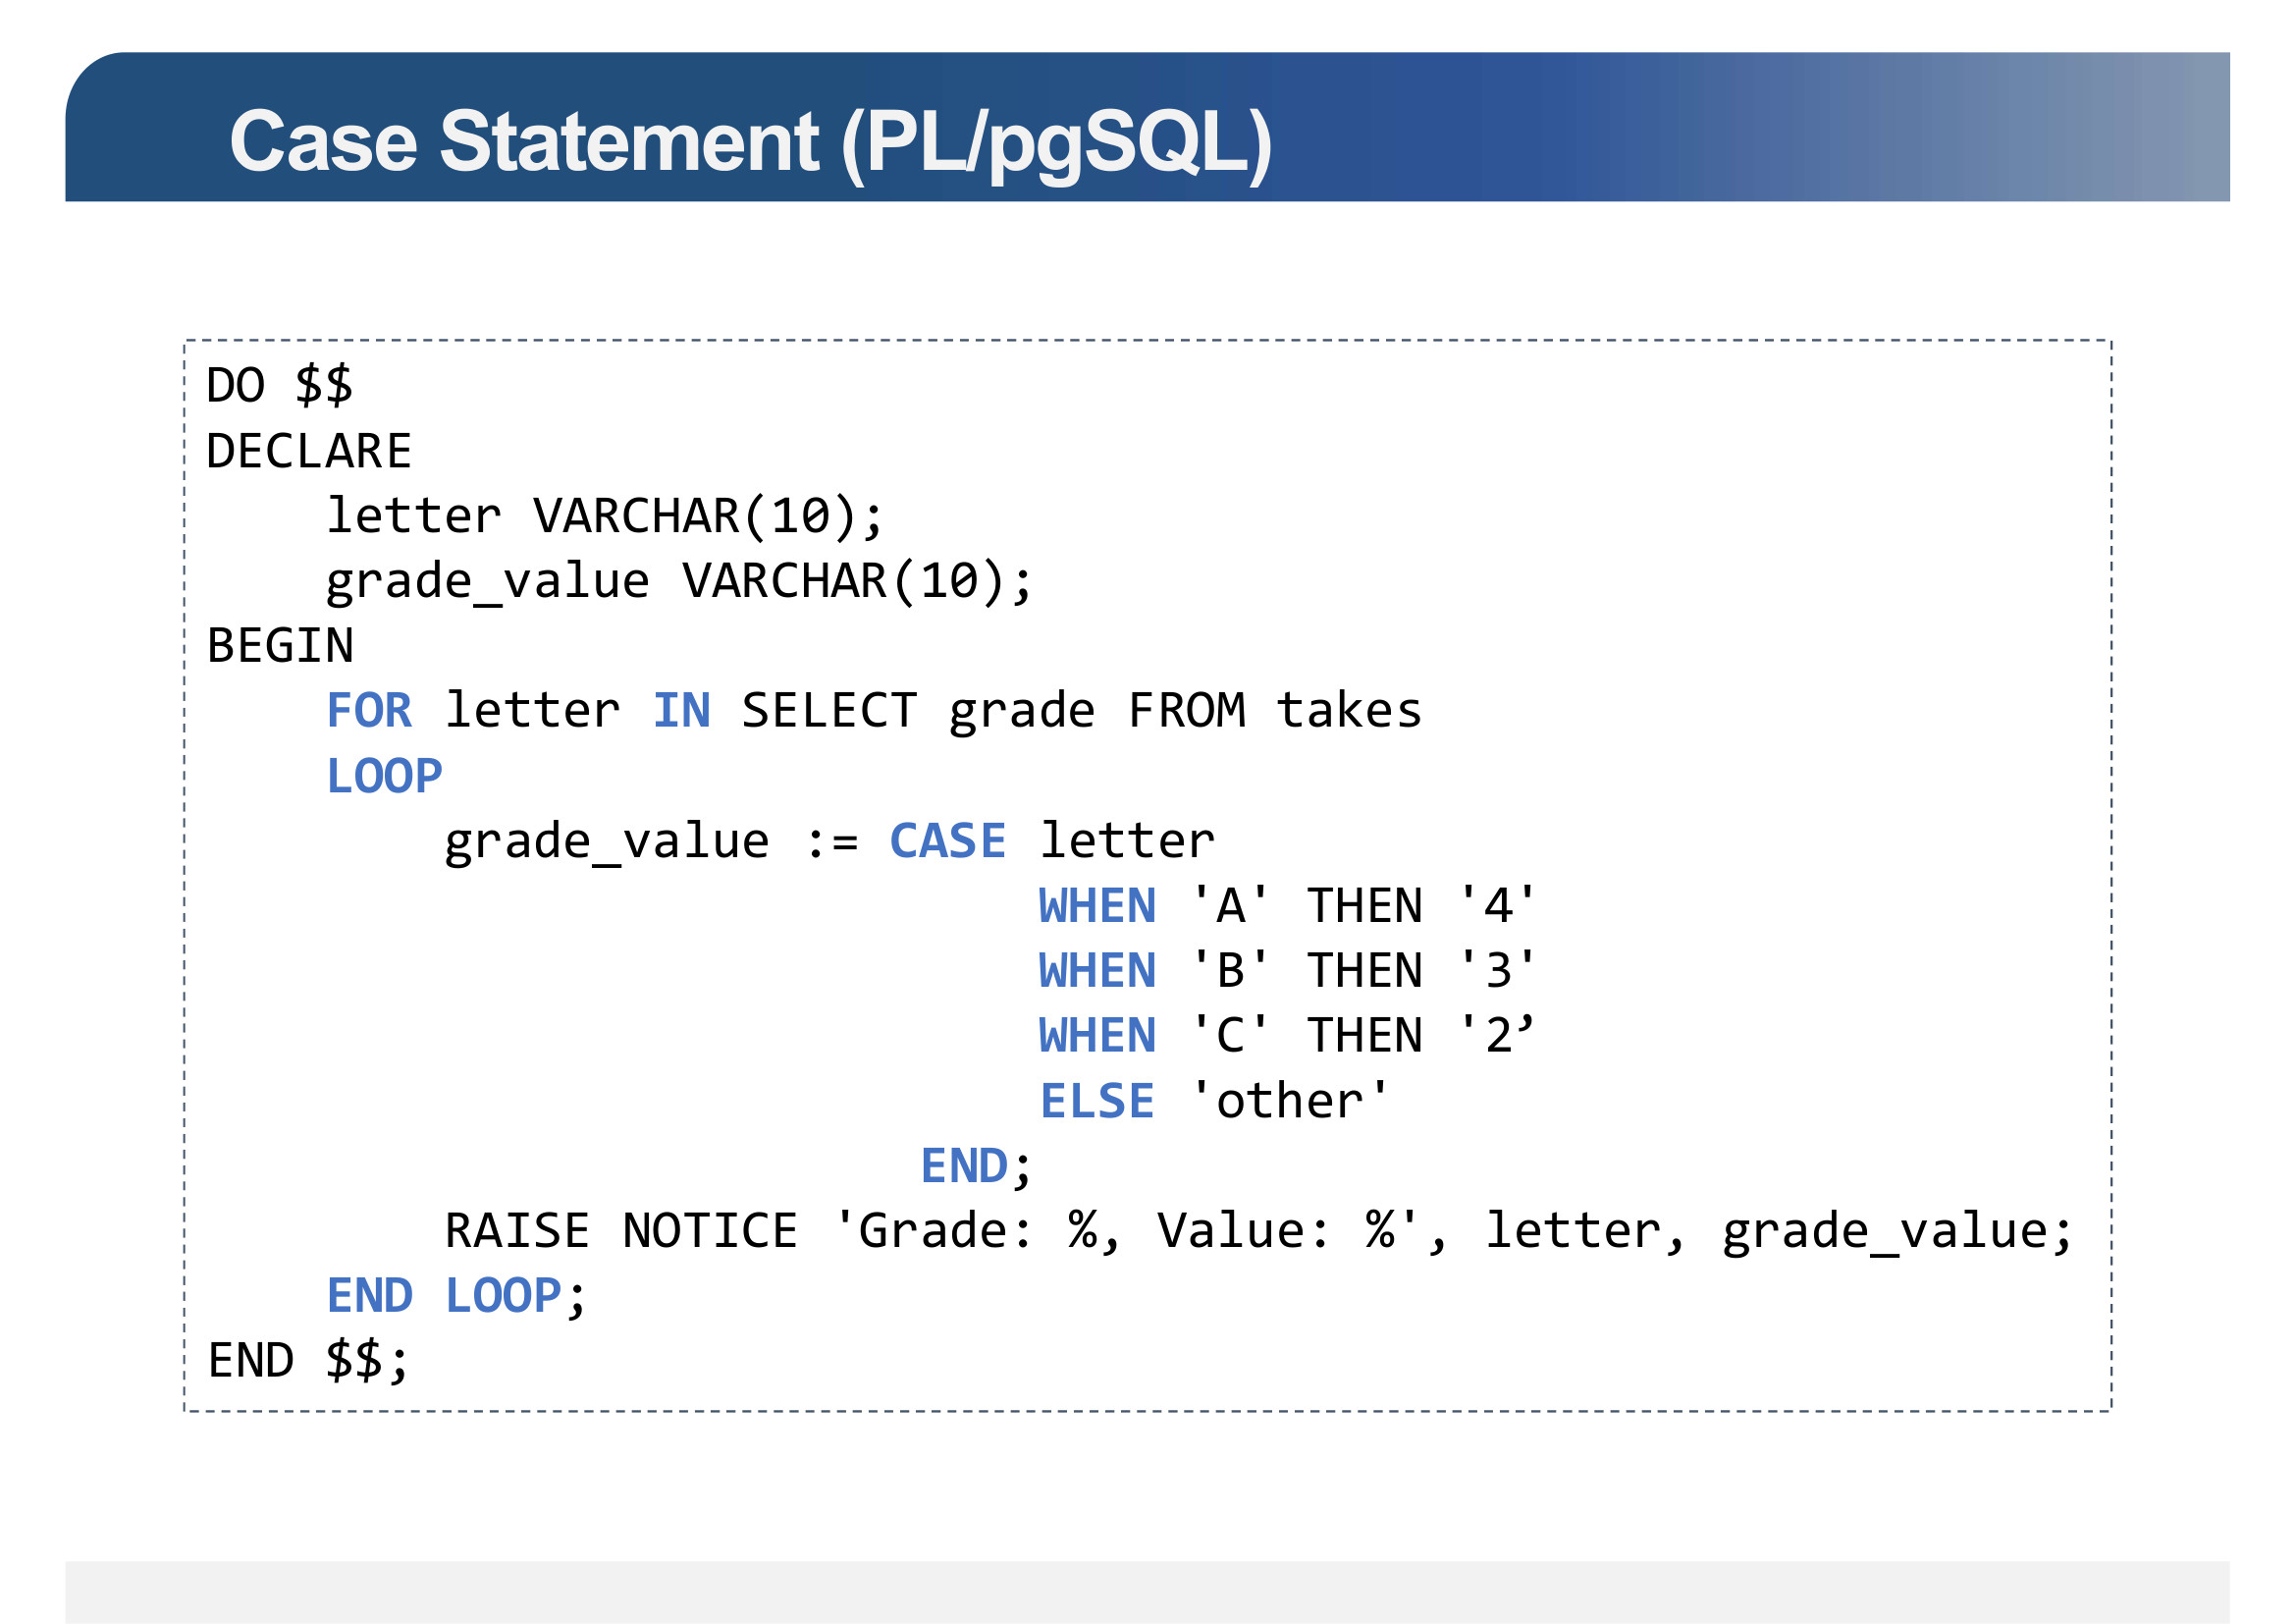 Case Statement (PL/pgSQL)
DO $$
DECLARE
    letter VARCHAR(10);
    grade_value VARCHAR(10);
BEGIN
    FOR letter IN SELECT grade FROM takes
    LOOP
        grade_value := CASE letter
                            WHEN 'A' THEN '4'
                            WHEN 'B' THEN '3'
                            WHEN 'C' THEN '2’
                            ELSE 'other'
                        END;
        RAISE NOTICE 'Grade: %, Value: %', letter, grade_value;
    END LOOP;
END $$;